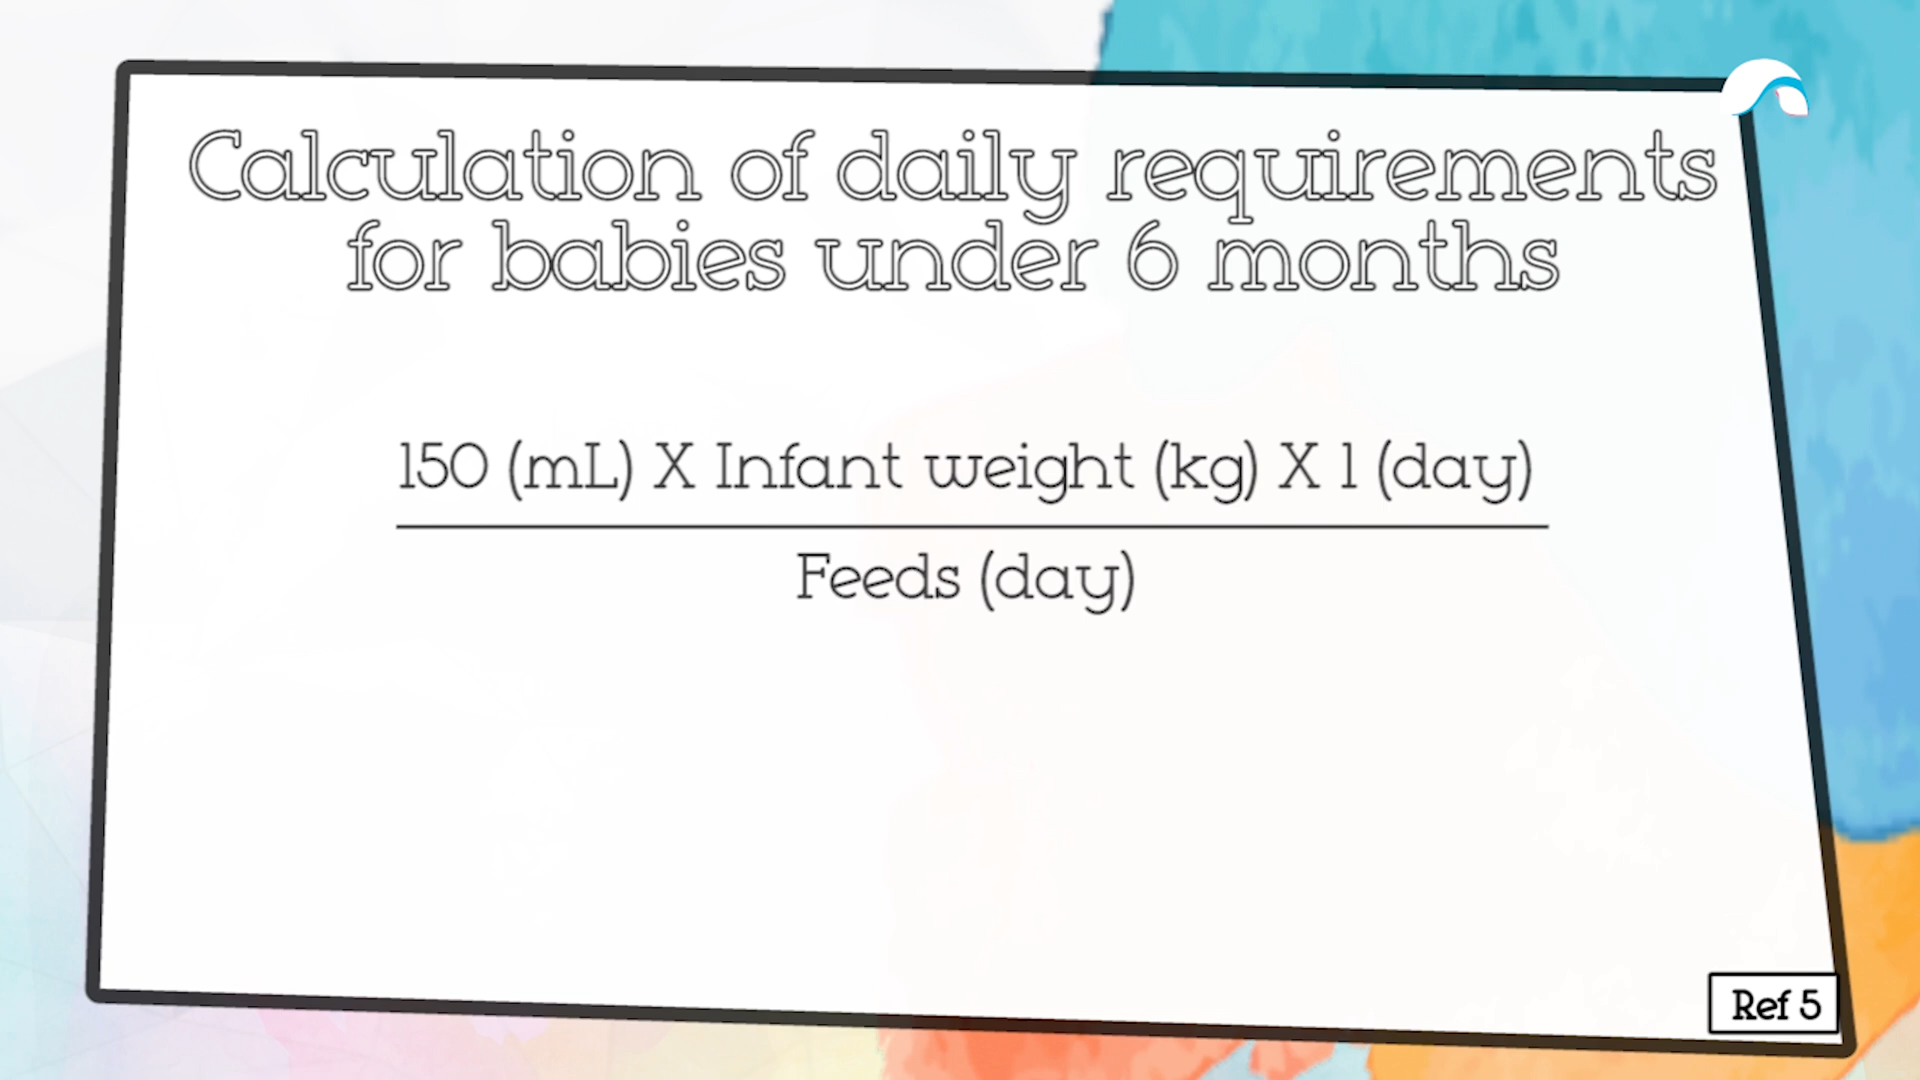 Calculation of daily requirements
for babies under 6 months
150 (mL) X Infant weight (kg) X 1 (day)
Feeds (day)
Ref 5